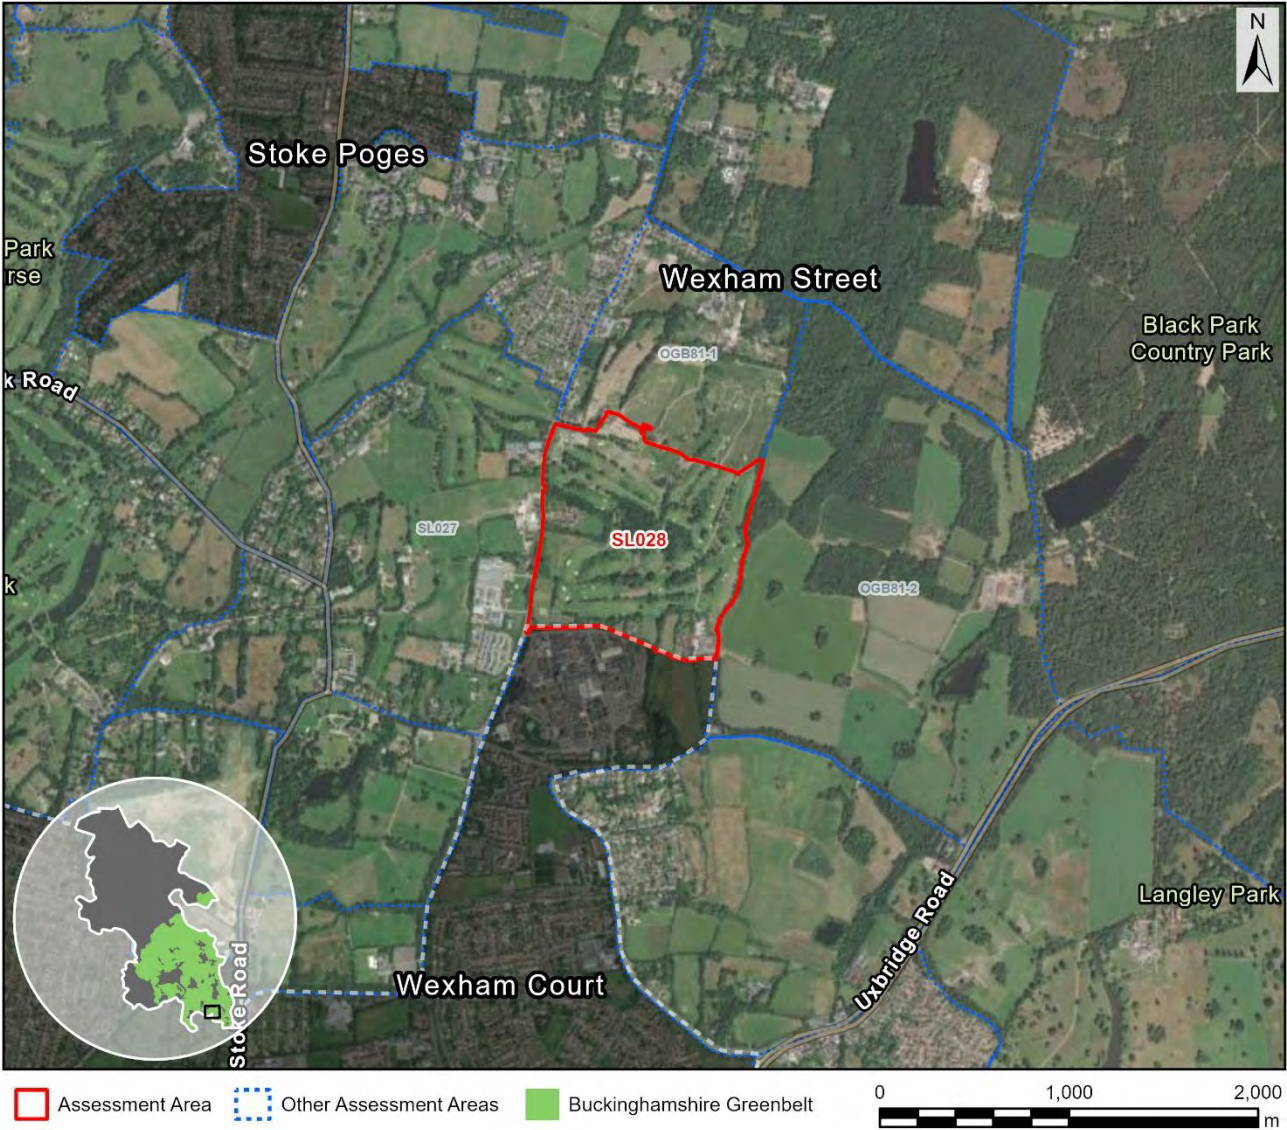 N
Stoke Poges
Park
rse
Wexham Street
Black Park
Country Park
OGB81-1
k Road
SL027
SL028
OGB81-2
k
Langley Park
Uxbridge Road
Wexham Court
Stoke Road
Assessment Area
Other Assessment Areas
Buckinghamshire Greenbelt
0 1,000 2,000
m